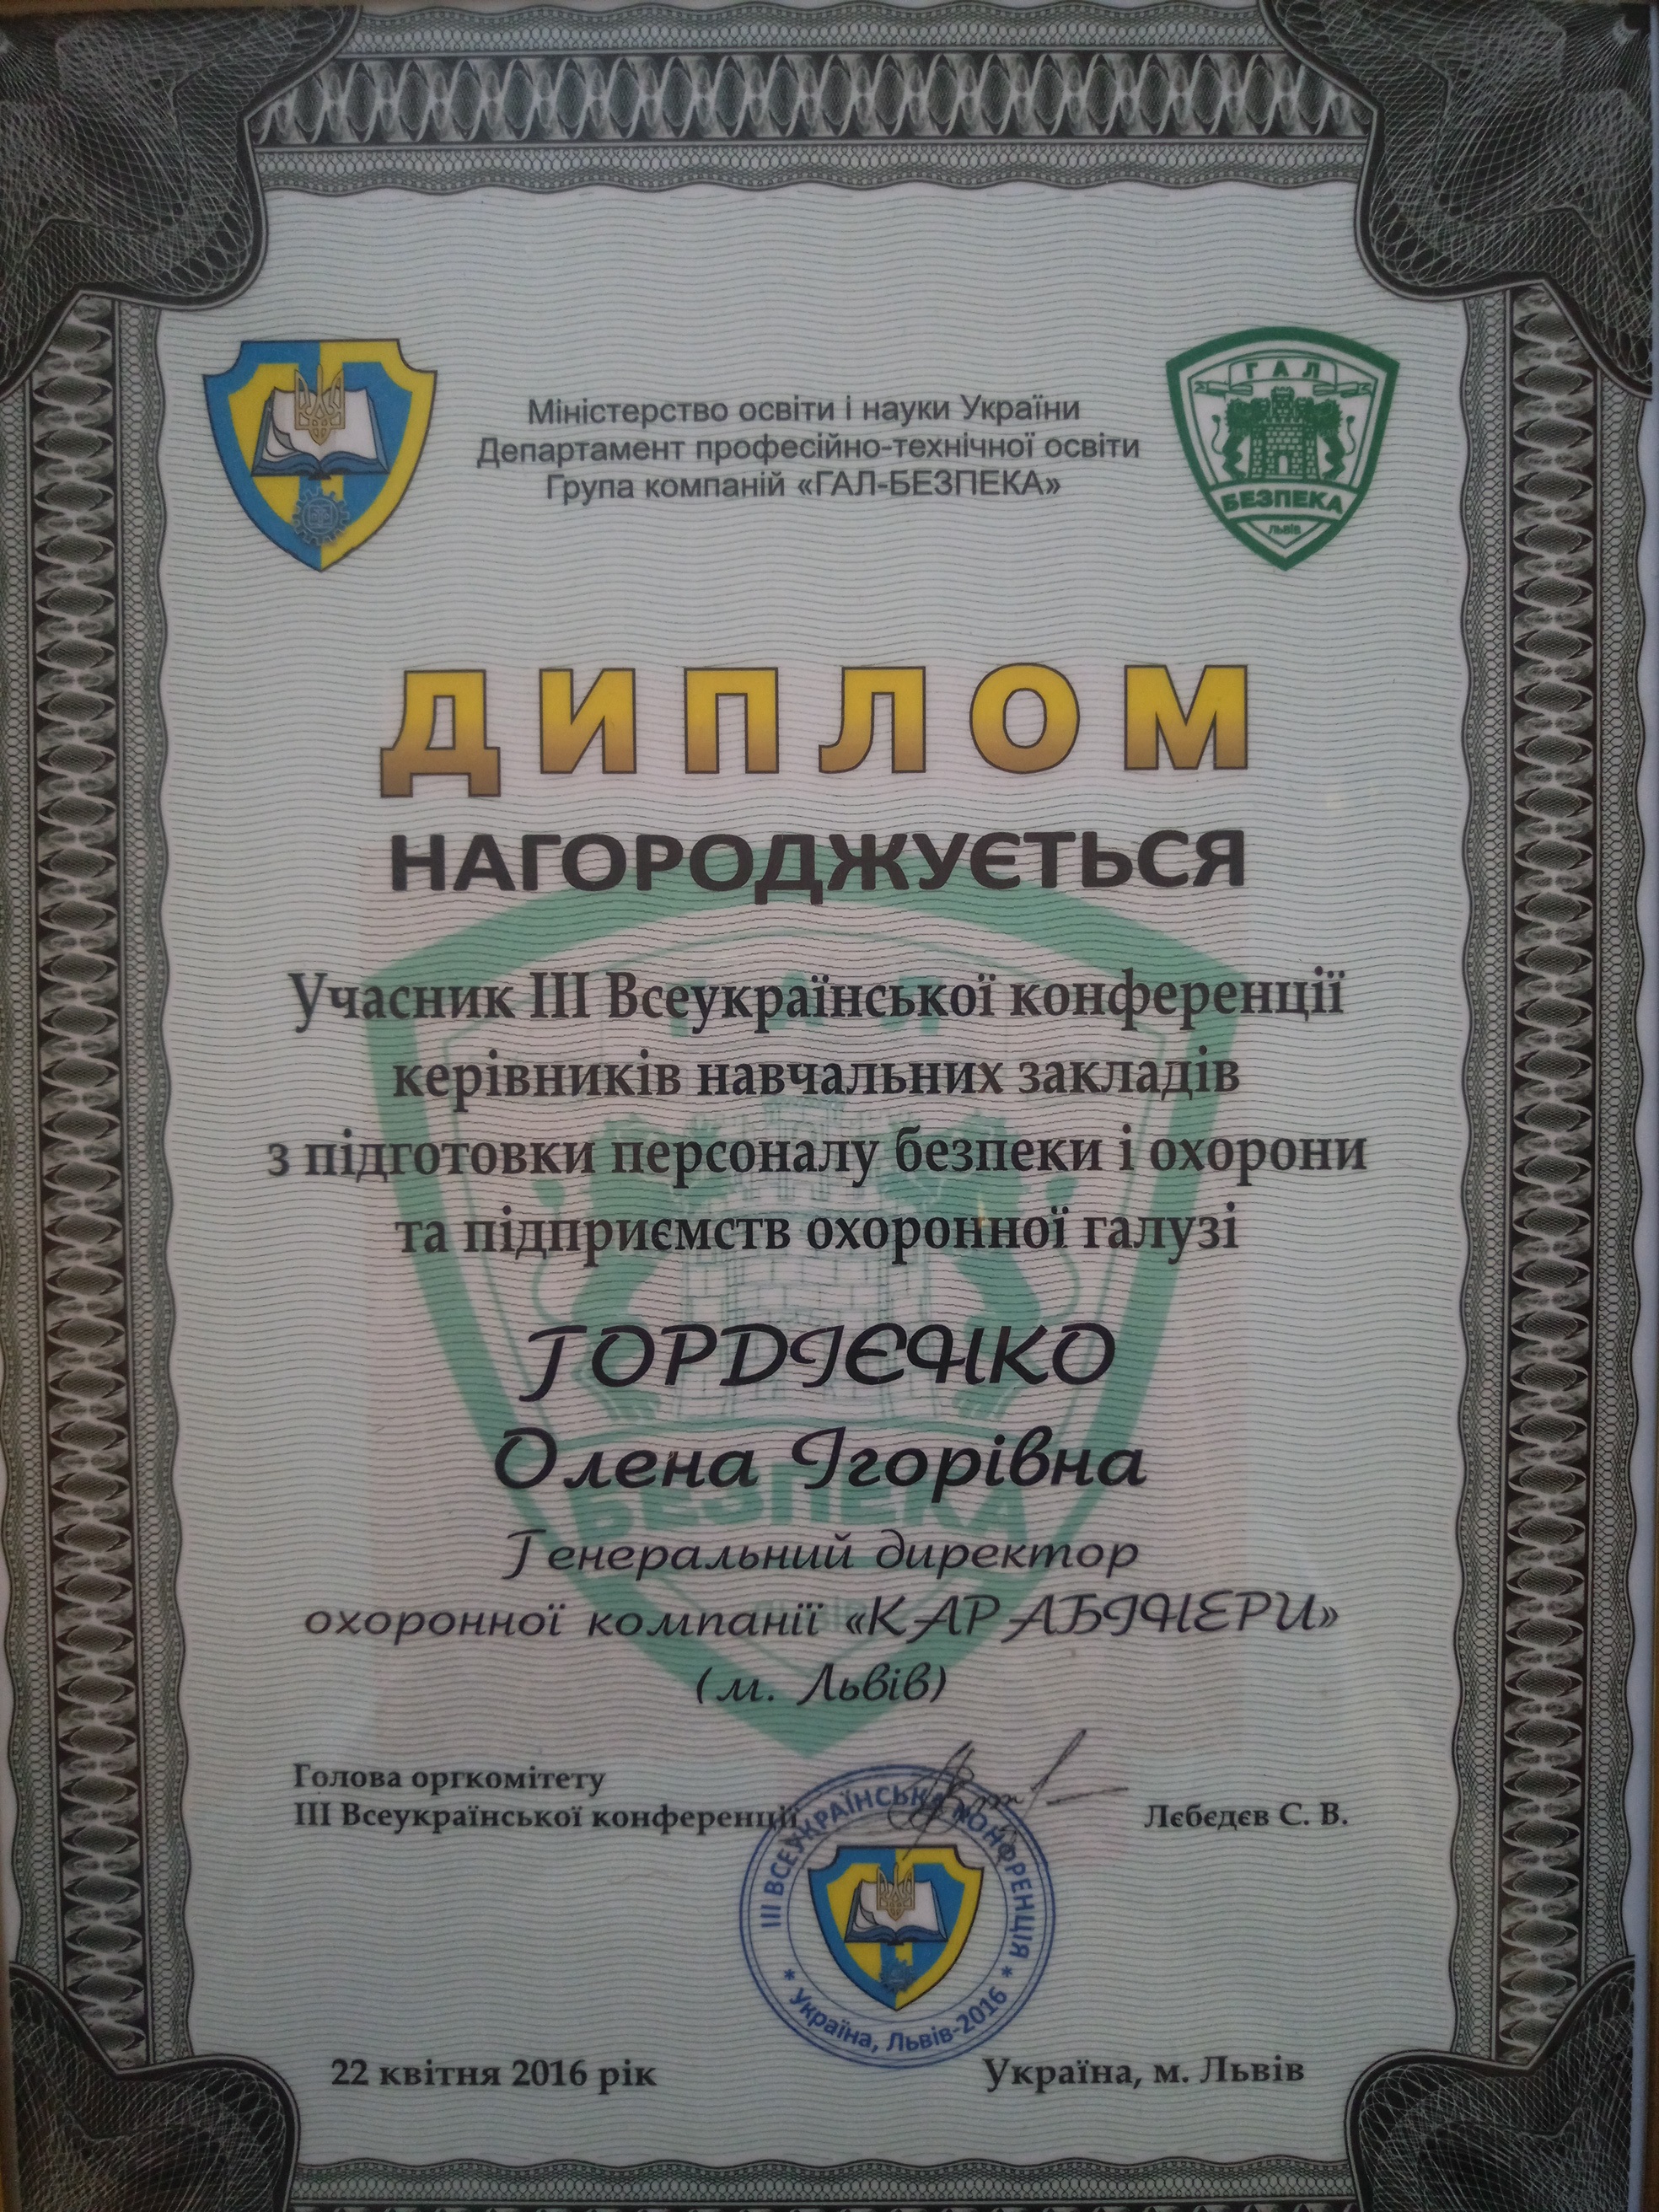 Міністерство освіти і науки України
Департамент професійно-технічної освіти
Група компаній «ГАЛ-БЕЗПЕКА»
ГАЛ
БЕЗПЕКА
Львів
ДИПЛОМ
НАГОРОДЖУЄТЬСЯ
Учасник III Всеукраїнської конференції
керівників навчальних закладів
з підготовки персоналу безпеки і охорони
та підприємств охоронної галузі
ГОРДІЄНКО
Олена Ігорівна
БЕЗПЕКА
Генеральний директор
охоронної компанії «КАРАБІНЕРИ»
(м. Львів)
Голова оргкомітету
III Всеукраїнської конференції
Лєбедєв С. В.
III ВСЕУКРАЇНСЬКА КОНФРЕНЦІЯ
* Україна, Львів-2016 *
22 квітня 2016 рік
Україна, м. Львів